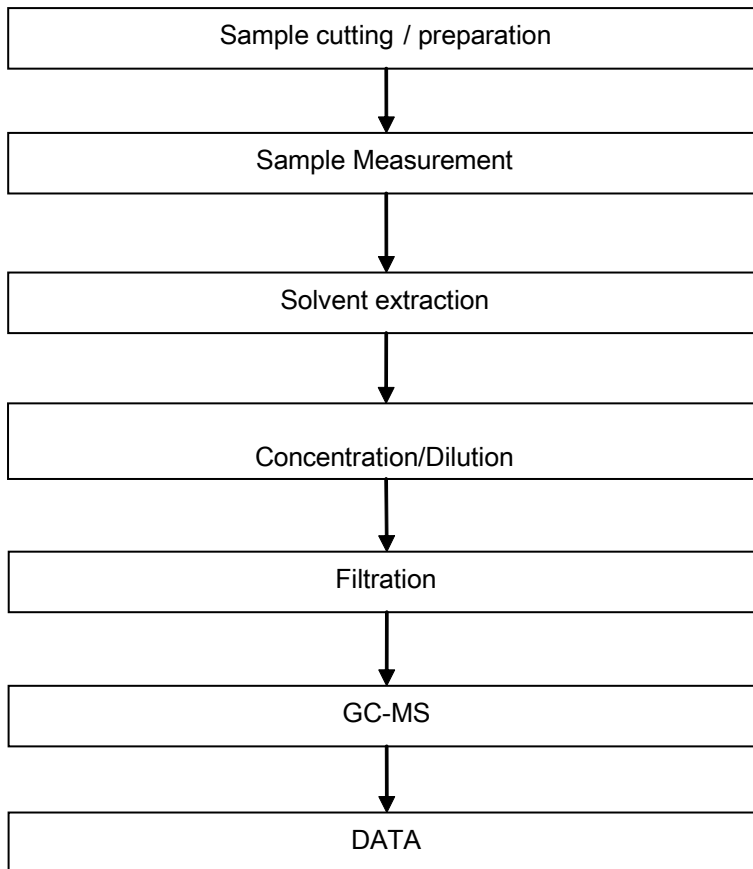 Sample cutting / preparation
Sample Measurement
Solvent extraction
Concentration/Dilution
Filtration
GC-MS
DATA